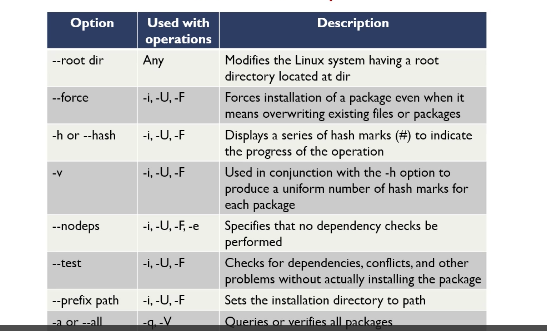 Option Used with Description
operations
--root dir Any Modifies the Linux system having a root
directory located at dir
--force -i, -U, -F Forces installation of a package even when it
means overwriting existing files or packages
-h or --hash -i, -U, -F Displays a series of hash marks (#) to indicate
the progress of the operation
-v -i, -U, -F Used in conjunction with the -h option to
produce a uniform number of hash marks for
each package
--nodeps -i, -U, -F, -e Specifies that no dependency checks be
performed
--test -i, -U, -F Checks for dependencies, conflicts, and other
problems without actually installing the package
--prefix path -i, -U, -F Sets the installation directory to path
-a or --all -q, -V Queries or verifies all packages